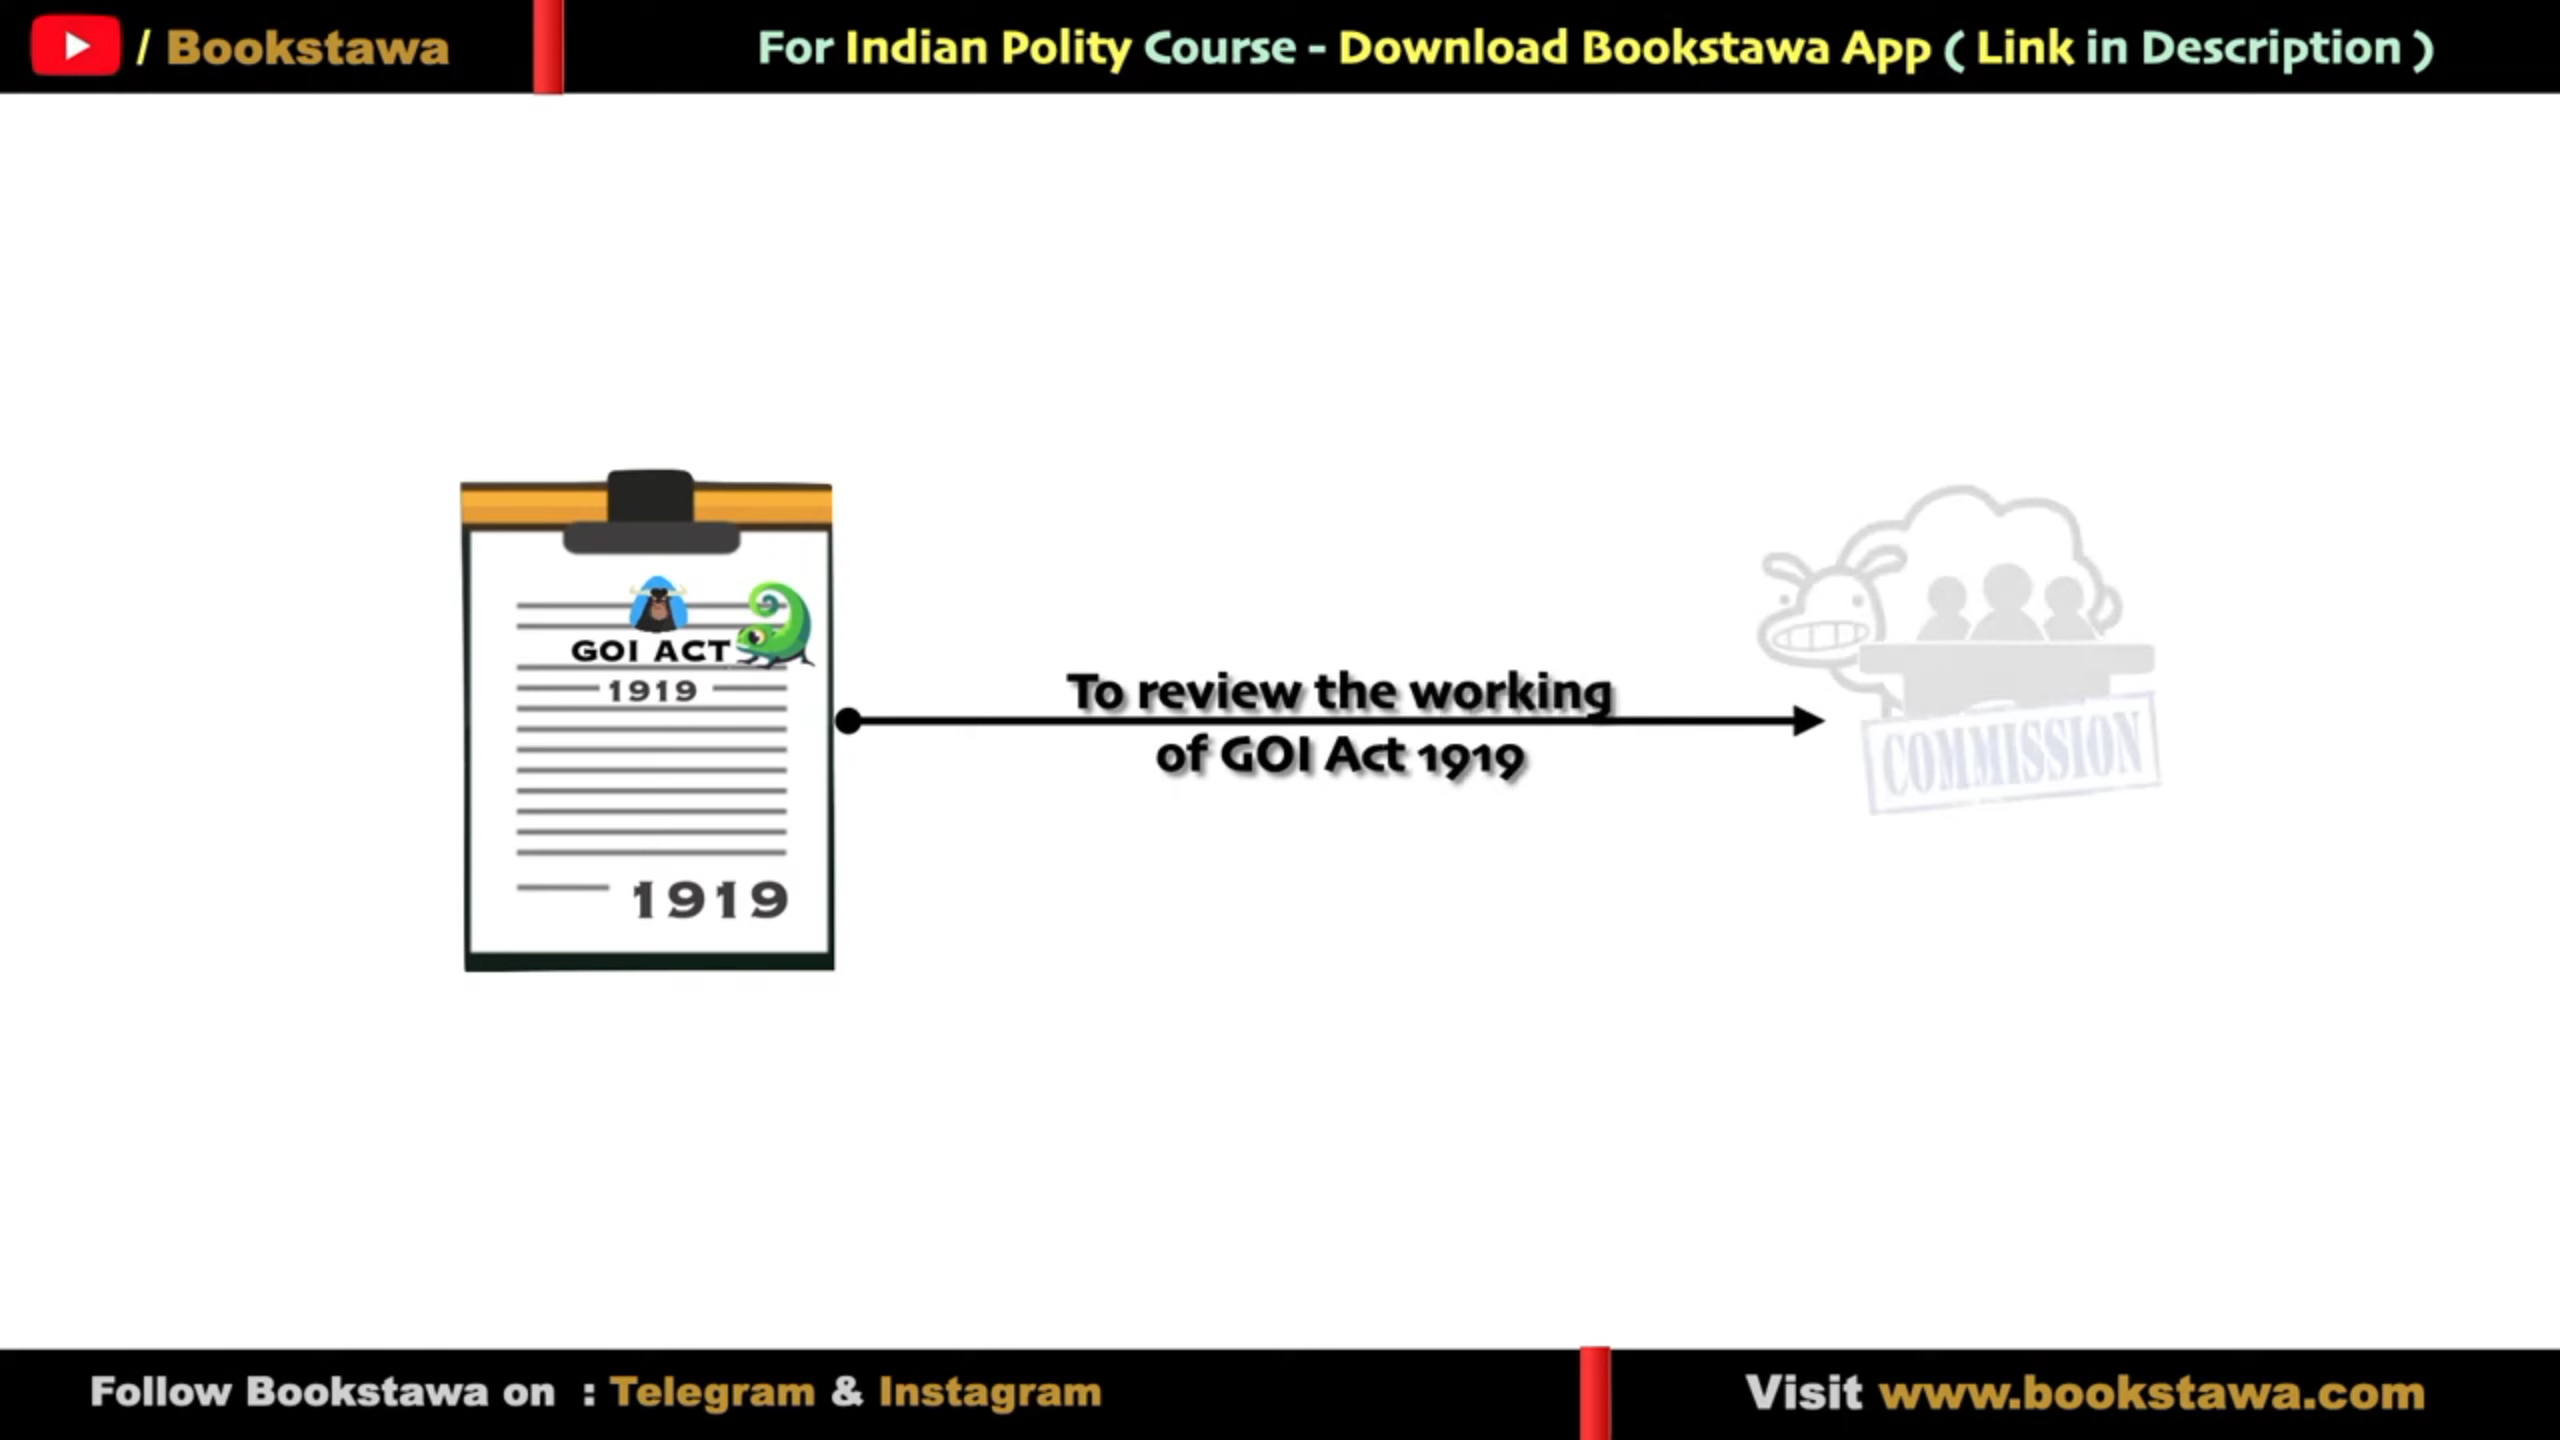 / Bookstawa
For Indian Polity Course - Download Bookstawa App ( Link in Description )
GOI ACT
1919
1919
To review the working
of GOI Act 1919
COMMISSION
Follow Bookstawa on : Telegram & Instagram
Visit www.bookstawa.com